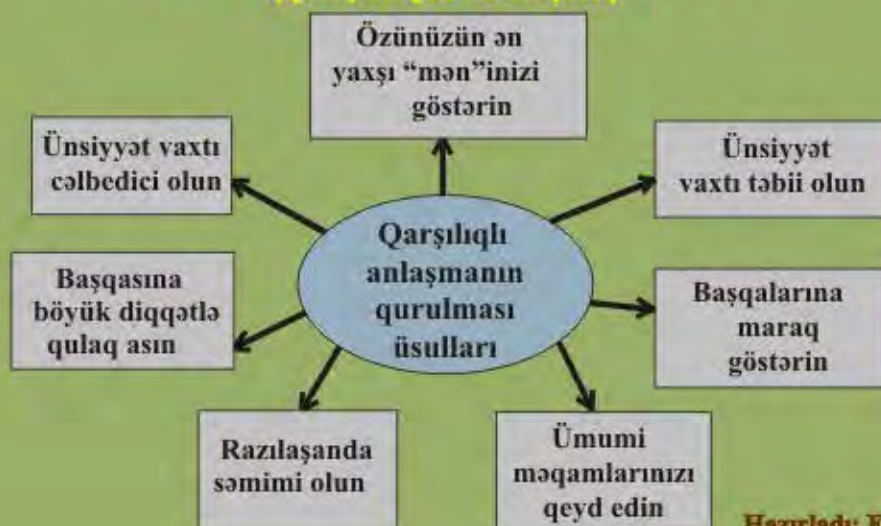 Özünüzün ən
yaxşı “mən”inizi
göstərin
Ünsiyyət vaxtı
cəlbedici olun
Ünsiyyət
vaxtı təbii olun
Qarşılıqlı
anlaşmanın
qurulması
üsulları
Başqasına
böyük diqqətlə
qulaq asın
Başqalarına
maraq
göstərin
Razılaşanda
səmimi olun
Ümumi
məqamlarınızı
qeyd edin